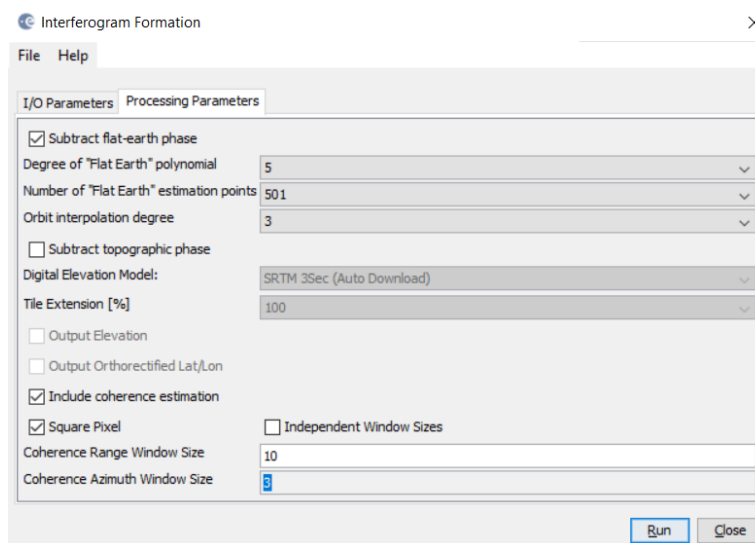 Interferogram Formation
File Help
I/O Parameters Processing Parameters
Subtract flat-earth phase
Degree of "Flat Earth" polynomial 5
Number of "Flat Earth" estimation points 501
Orbit interpolation degree 3
Subtract topographic phase
Digital Elevation Model: SRTM 3Sec (Auto Download)
Tile Extension [%] 100
Output Elevation
Output Orthorectified Lat/Lon
Include coherence estimation
Square Pixel Independent Window Sizes
Coherence Range Window Size 10
Coherence Azimuth Window Size 3
Run Close